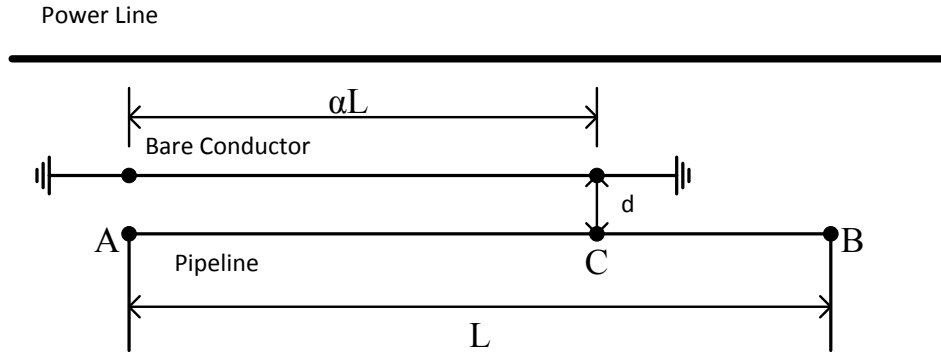 Power Line
αL
Bare Conductor
d
A
B
Pipeline
C
L